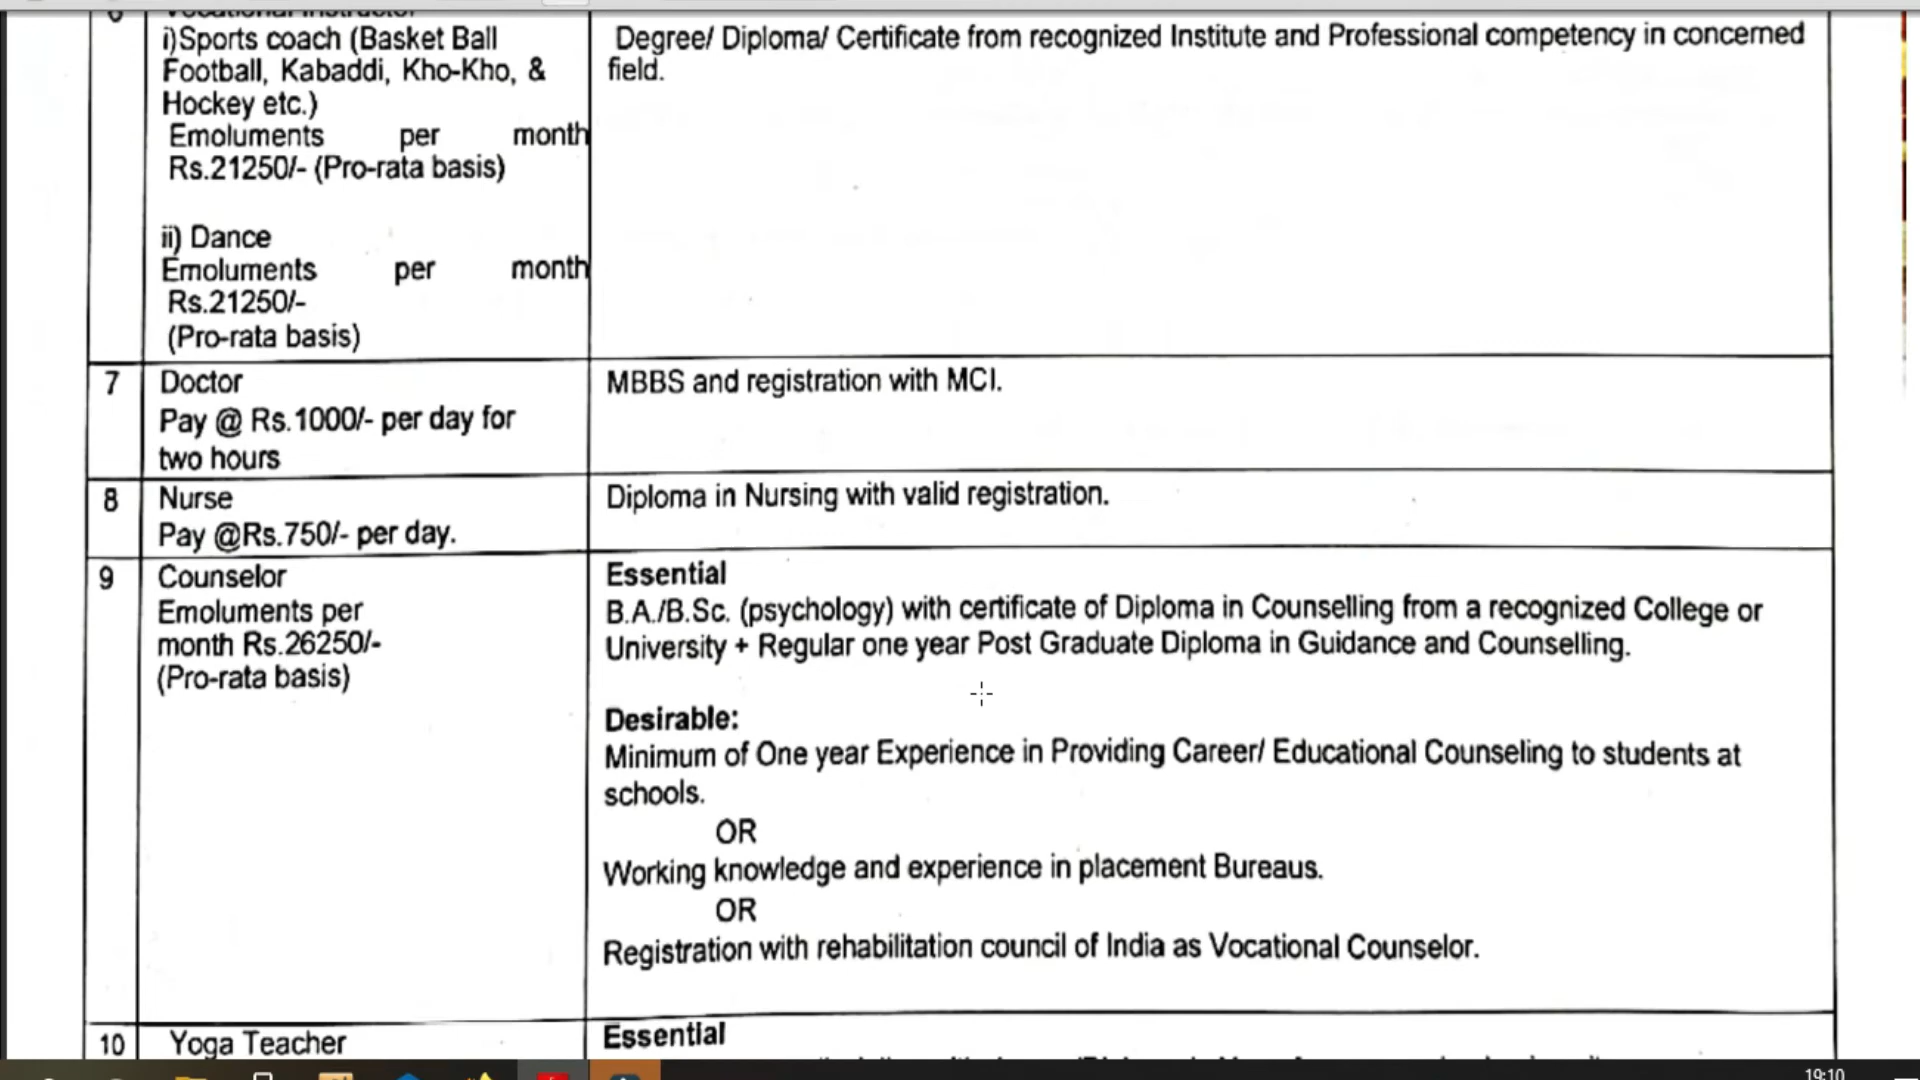 6 Vocational Instructor
i)Sports coach (Basket Ball
Football, Kabaddi, Kho-Kho, &
Hockey etc.)
Emoluments per month
Rs.21250/- (Pro-rata basis)
ii) Dance
Emoluments per month
Rs.21250/-
(Pro-rata basis)
Degree/ Diploma/ Certificate from recognized Institute and Professional competency in concerned
field.
7 Doctor
Pay @ Rs.1000/- per day for
two hours
MBBS and registration with MCI.
8 Nurse
Pay @Rs.750/- per day.
Diploma in Nursing with valid registration.
9 Counselor
Emoluments per
month Rs.26250/-
(Pro-rata basis)
Essential
B.A./B.Sc. (psychology) with certificate of Diploma in Counselling from a recognized College or
University + Regular one year Post Graduate Diploma in Guidance and Counselling.
Desirable:
Minimum of One year Experience in Providing Career/ Educational Counseling to students at
schools.
OR
Working knowledge and experience in placement Bureaus.
OR
Registration with rehabilitation council of India as Vocational Counselor.
10 Yoga Teacher
Essential
19:10